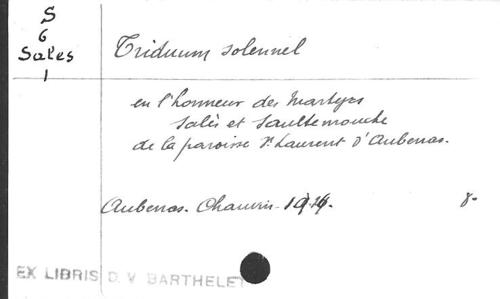 S
6
Sales
1
Triduum solennel
en l'honneur des Martyrs
Salès et Saultemouche
de la paroisse St Laurent d'Aubenas.
Aubenas. Chauvin - 8°
EX LIBRIS D. V BARTHELET